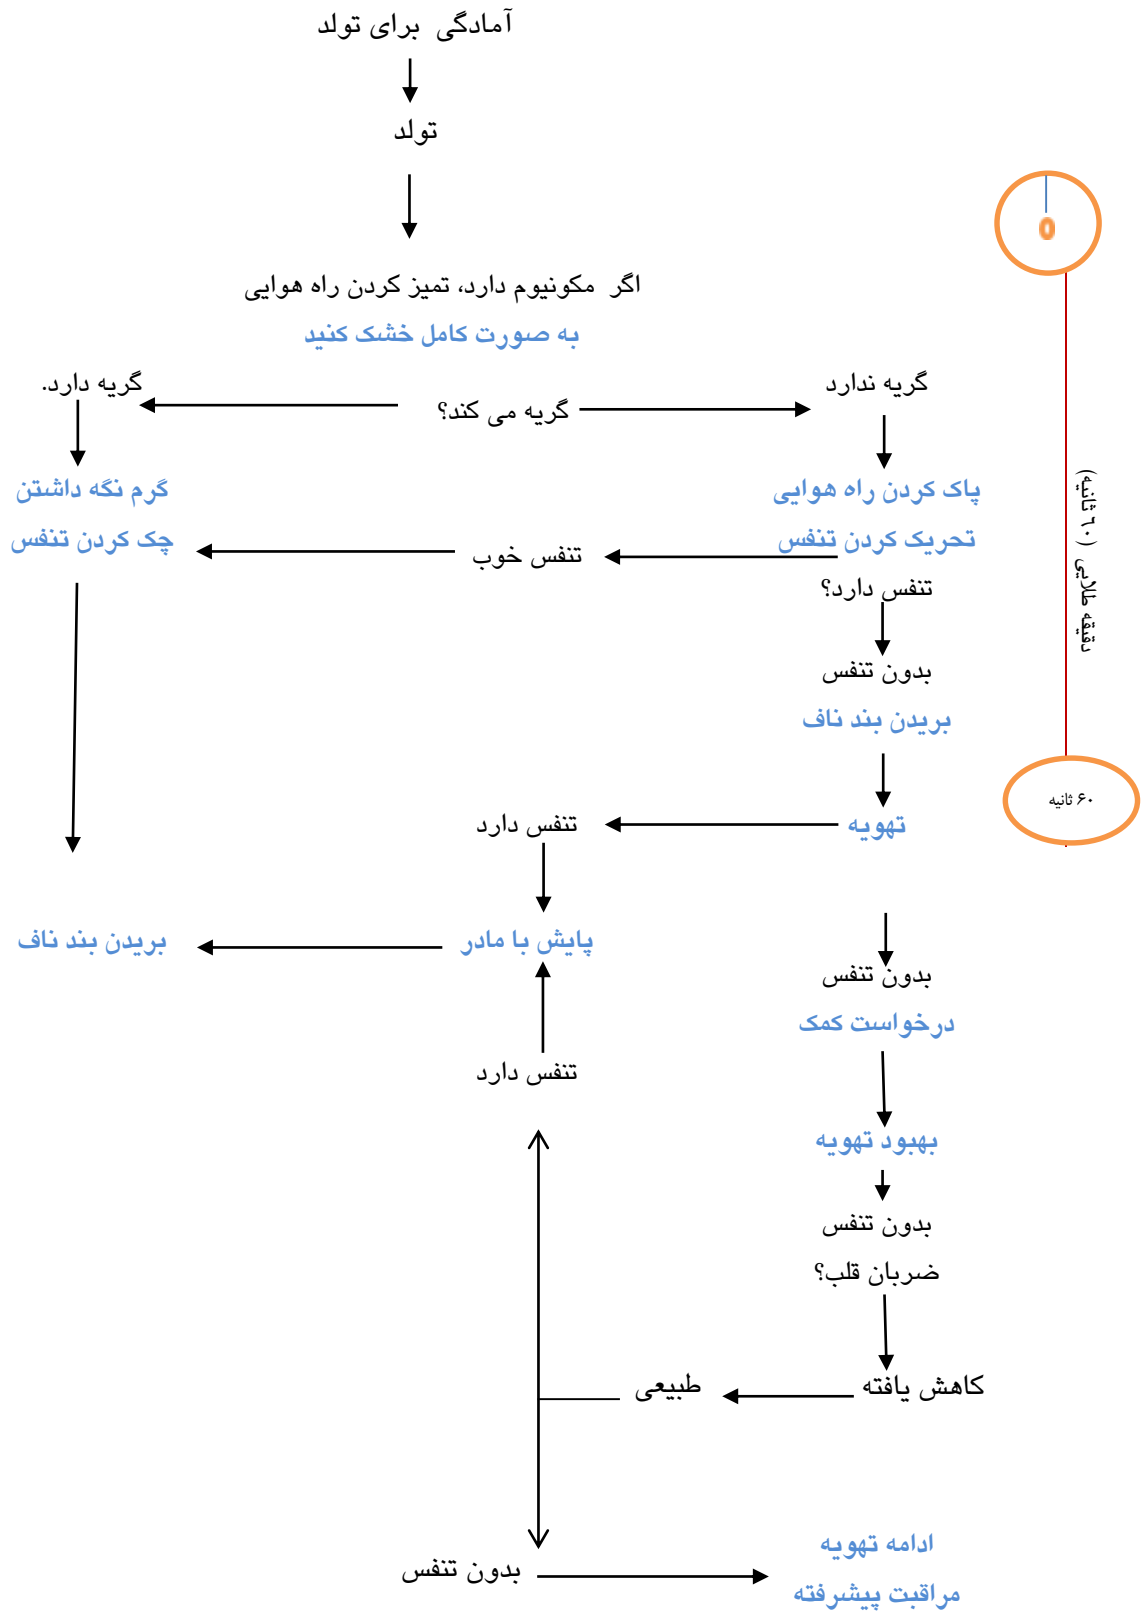 آمادگی برای تولد
تولد
0
اگر مکونیوم دارد، تمیز کردن راه هوایی
به صورت کامل خشک کنید
گریه ندارد
گریه می کند؟
گریه دارد.
پاک کردن راه هوایی
تحریک کردن تنفس
گرم نگه داشتن
چک کردن تنفس
تنفس خوب
تنفس دارد؟
دقیقه طلایی (٦٠ ثانیه)
بدون تنفس
بریدن بند ناف
۶۰ ثانیه
تهویه
تنفس دارد
پایش با مادر
بریدن بند ناف
بدون تنفس
درخواست کمک
تنفس دارد
بهبود تهویه
بدون تنفس
ضربان قلب؟
کاهش یافته
طبیعی
بدون تنفس
ادامه تهویه
مراقبت پیشرفته